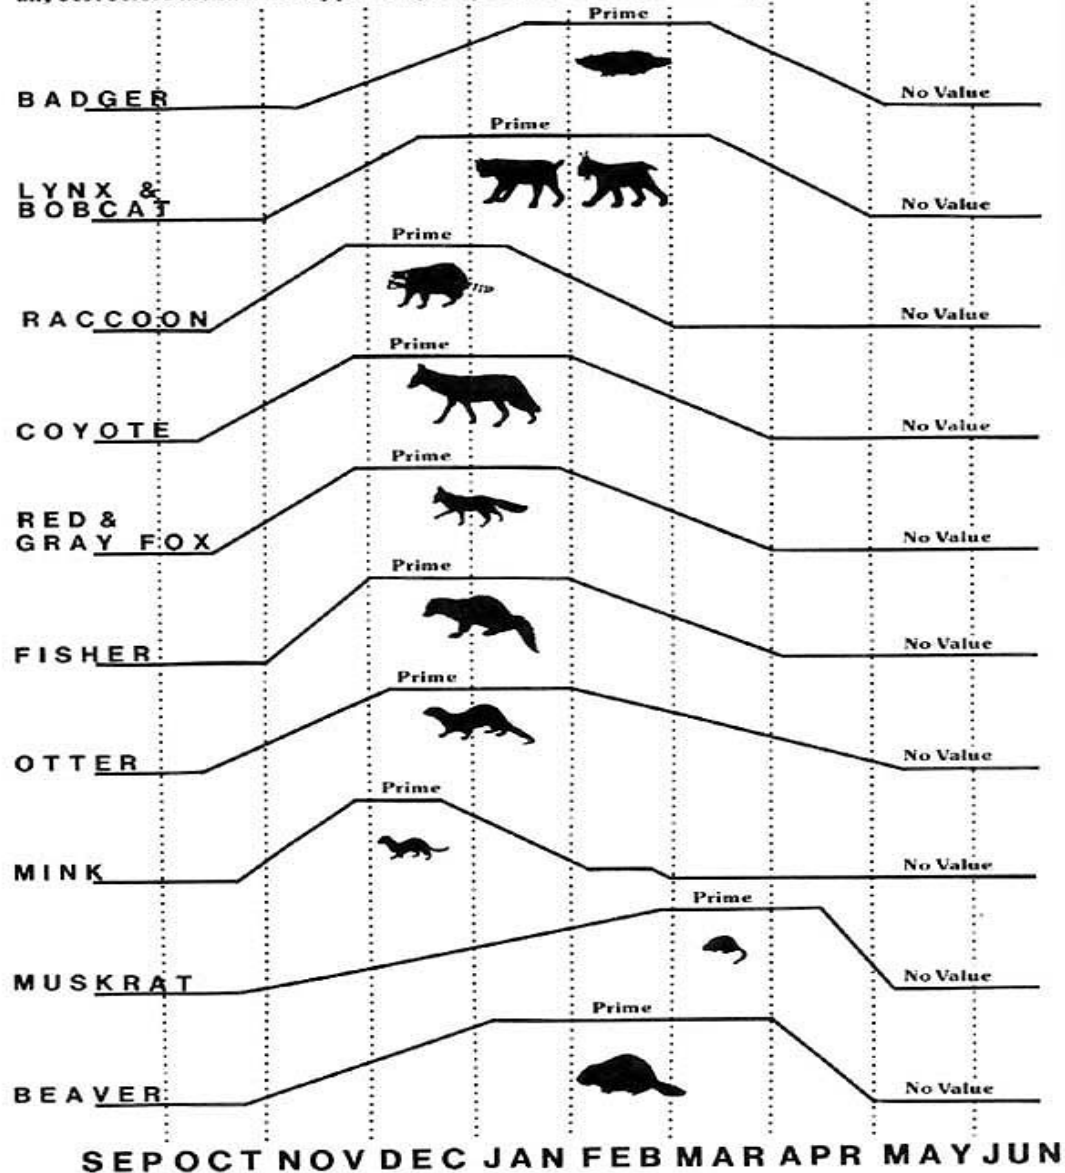 Prime
BADGER
No Value
Prime
LYNX &
BOBCAT
No Value
Prime
RACCOON
No Value
Prime
COYOTE
No Value
Prime
RED &
GRAY FOX
No Value
Prime
FISHER
No Value
Prime
OTTER
No Value
Prime
MINK
No Value
Prime
MUSKRAT
No Value
Prime
BEAVER
No Value
SEP OCT NOV DEC JAN FEB MAR APR MAY JUN